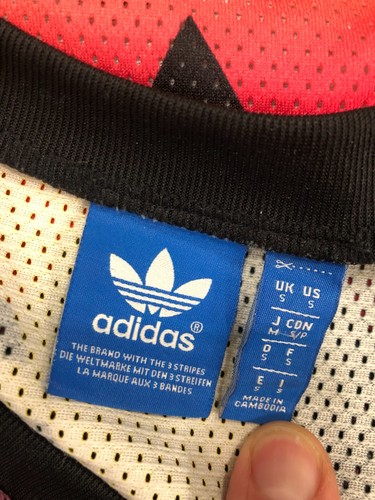 adidas®
THE BRAND WITH THE 3 STRIPES
DIE WELTMARKE MIT DEN 3 STREIFEN
LA MARQUE AUX 3 BANDES
UK US
S S
J CDN
M S/P
D F
S S
E I
S S
MADE IN
CAMBODIA